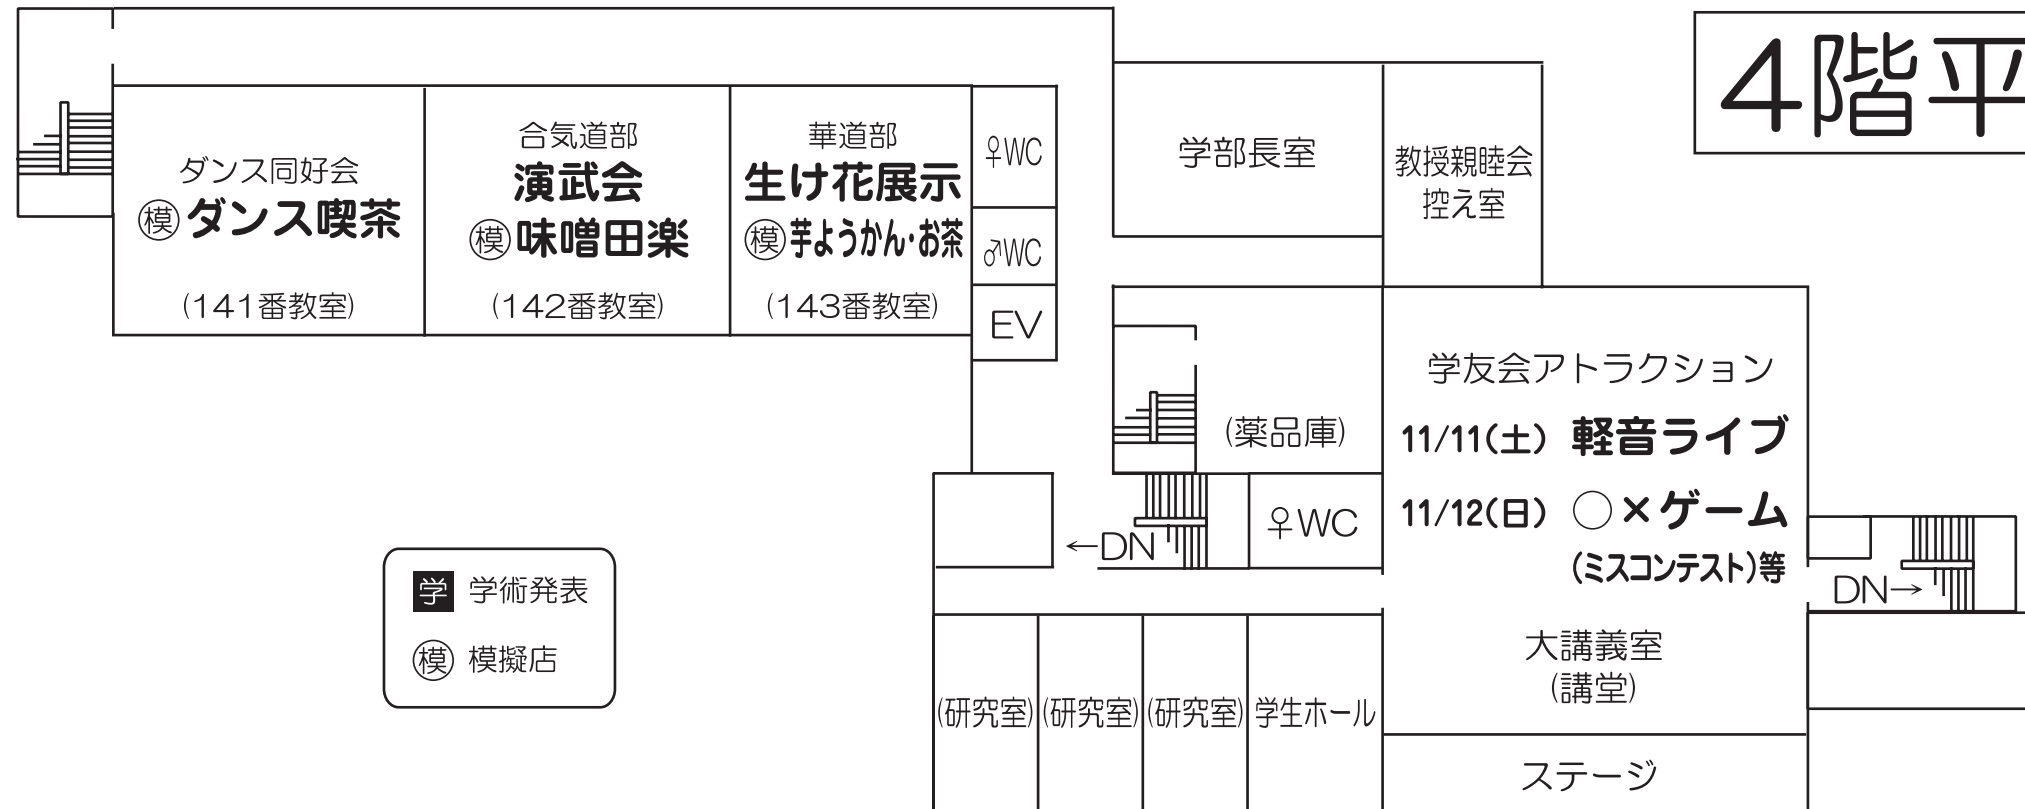 4階平
ダンス同好会
模 ダンス喫茶
(141番教室)
合気道部
演武会
模 味噌田楽
(142番教室)
華道部
生け花展示
模 芋ようかん・お茶
(143番教室)
♀WC
♂WC
EV
学部長室
教授親睦会
控え室
(薬品庫)
♀WC
←DN
学友会アトラクション
11/11(土) 軽音ライブ
11/12(日) ○×ゲーム
(ミスコンテスト)等
大講義室
(講堂)
DN→
学 学術発表
模 模擬店
(研究室)
(研究室)
(研究室)
学生ホール
ステージ